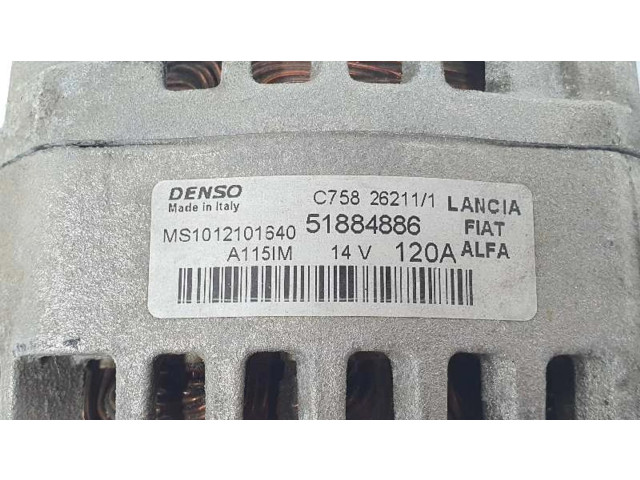 DENSO C758 26211/1 LANCIA
Made in Italy
MS1012101640 51884886 FIAT
A115IM 14 V 120A ALFA